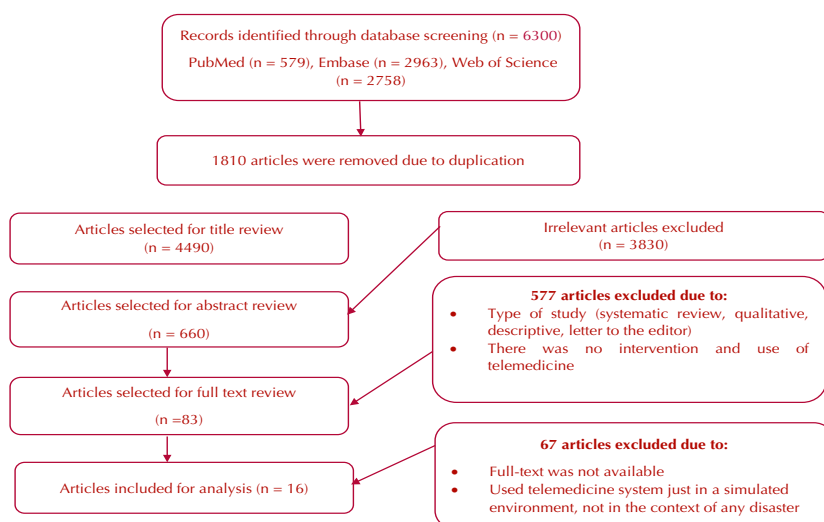 Records identified through database screening (n = 6300)
PubMed (n = 579), Embase (n = 2963), Web of Science
(n = 2758)
1810 articles were removed due to duplication
Articles selected for title review
(n = 4490)
Irrelevant articles excluded
(n = 3830)
Articles selected for abstract review
(n = 660)
577 articles excluded due to:
• Type of study (systematic review, qualitative,
descriptive, letter to the editor)
• There was no intervention and use of
telemedicine
Articles selected for full text review
(n =83)
67 articles excluded due to:
• Full-text was not available
• Used telemedicine system just in a simulated
environment, not in the context of any disaster
Articles included for analysis (n = 16)